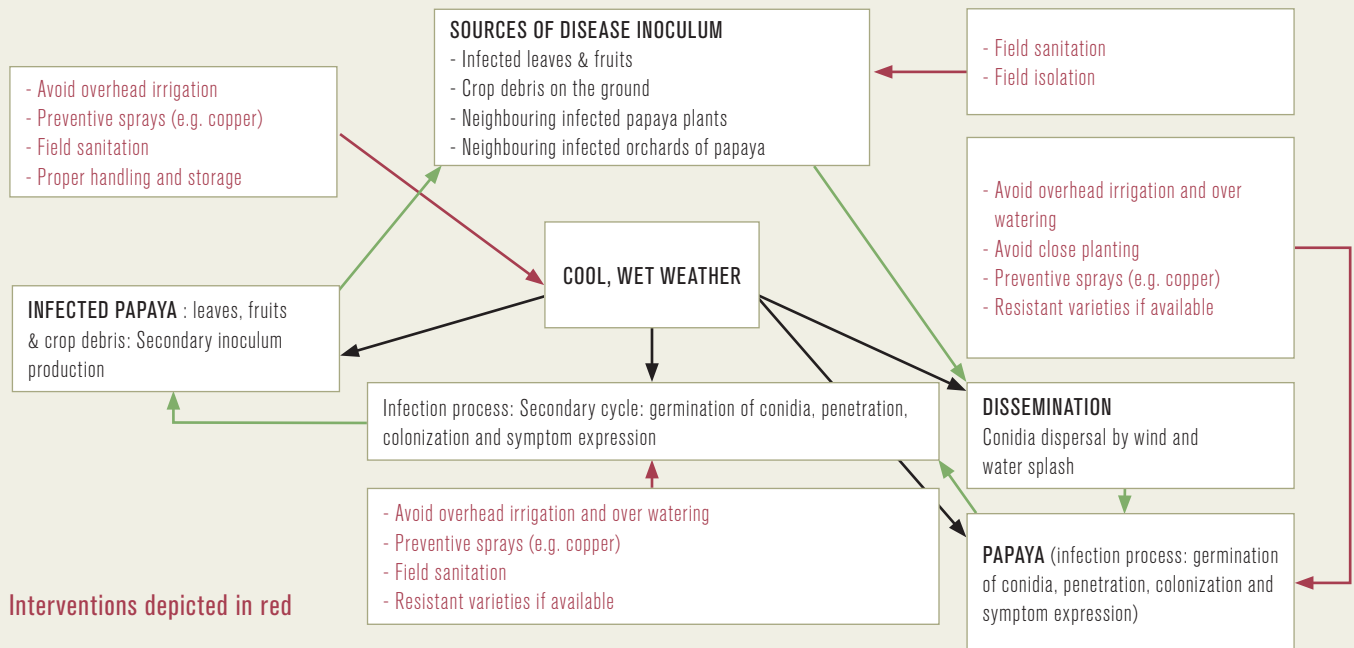 SOURCES OF DISEASE INOCULUM
- Infected leaves & fruits
- Crop debris on the ground
- Neighbouring infected papaya plants
- Neighbouring infected orchards of papaya
- Field sanitation
- Field isolation
- Avoid overhead irrigation
- Preventive sprays (e.g. copper)
- Field sanitation
- Proper handling and storage
- Avoid overhead irrigation and over
watering
- Avoid close planting
- Preventive sprays (e.g. copper)
- Resistant varieties if available
COOL, WET WEATHER
INFECTED PAPAYA : leaves, fruits
& crop debris: Secondary inoculum
production
Infection process: Secondary cycle: germination of conidia, penetration,
colonization and symptom expression
DISSEMINATION
Conidia dispersal by wind and
water splash
- Avoid overhead irrigation and over watering
- Preventive sprays (e.g. copper)
- Field sanitation
- Resistant varieties if available
PAPAYA (infection process: germination
of conidia, penetration, colonization and
symptom expression)
Interventions depicted in red